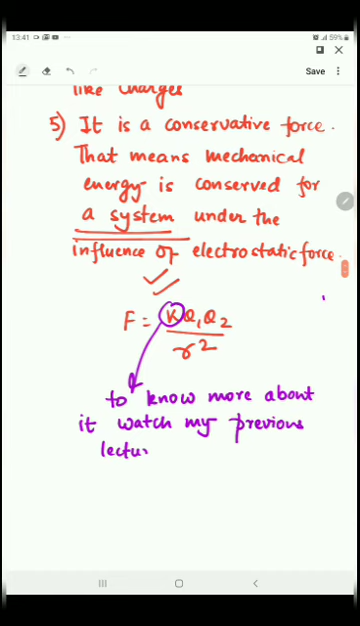 13:41
59%
Save
like charges
5) It is a conservative force.
That means mechanical
energy is conserved for
a system under the
influence of electrostatic force.
F = KQ₁Q₂
r²
to know more about
it watch my previous
lectu